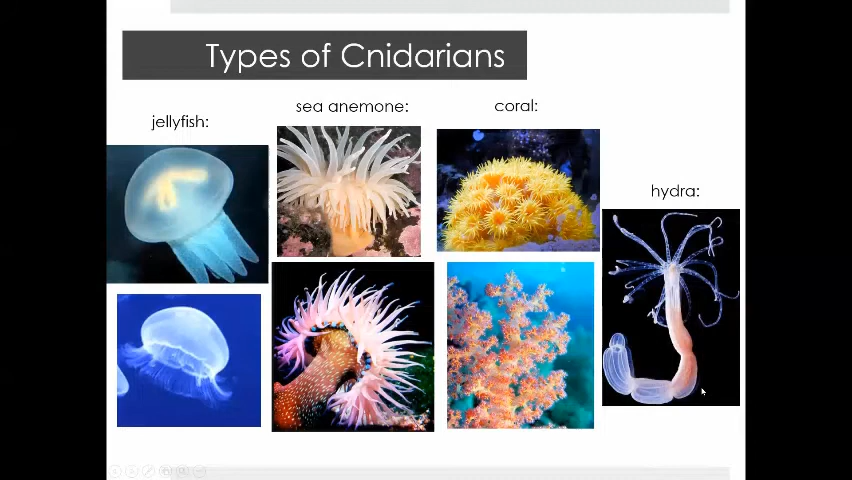 Types of Cnidarians
jellyfish:
sea anemone:
coral:
hydra: